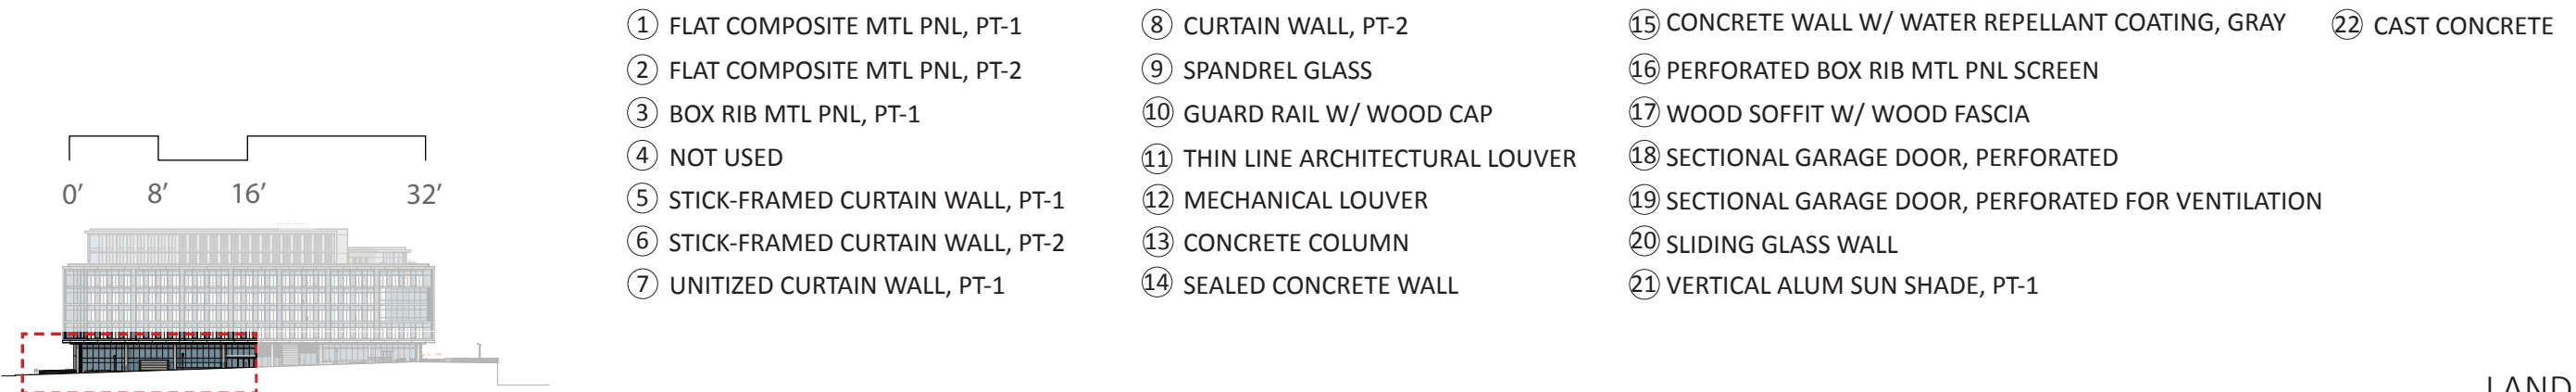 0' 8' 16' 32'
1 FLAT COMPOSITE MTL PNL, PT-1
2 FLAT COMPOSITE MTL PNL, PT-2
3 BOX RIB MTL PNL, PT-1
4 NOT USED
5 STICK-FRAMED CURTAIN WALL, PT-1
6 STICK-FRAMED CURTAIN WALL, PT-2
7 UNITIZED CURTAIN WALL, PT-1
8 CURTAIN WALL, PT-2
9 SPANDREL GLASS
10 GUARD RAIL W/ WOOD CAP
11 THIN LINE ARCHITECTURAL LOUVER
12 MECHANICAL LOUVER
13 CONCRETE COLUMN
14 SEALED CONCRETE WALL
15 CONCRETE WALL W/ WATER REPELLANT COATING, GRAY
16 PERFORATED BOX RIB MTL PNL SCREEN
17 WOOD SOFFIT W/ WOOD FASCIA
18 SECTIONAL GARAGE DOOR, PERFORATED
19 SECTIONAL GARAGE DOOR, PERFORATED FOR VENTILATION
20 SLIDING GLASS WALL
21 VERTICAL ALUM SUN SHADE, PT-1
22 CAST CONCRETE
LAND